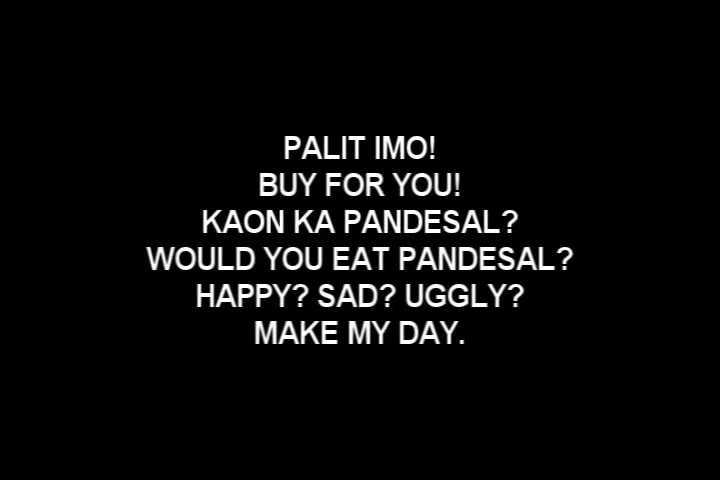 PALIT IMO!
BUY FOR YOU!
KAON KA PANDESAL?
WOULD YOU EAT PANDESAL?
HAPPY? SAD? UGGLY?
MAKE MY DAY.